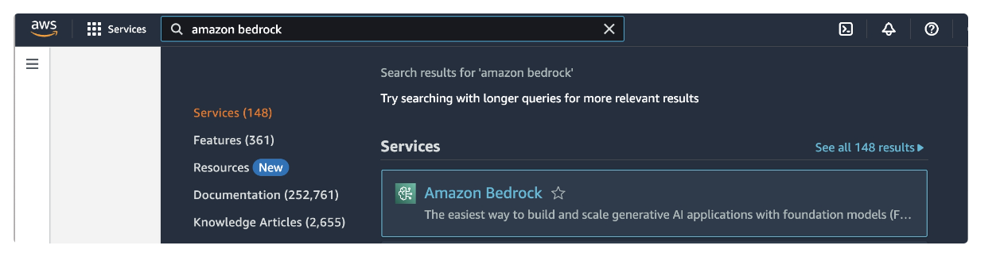 aws
Services
amazon bedrock
Search results for 'amazon bedrock'
Try searching with longer queries for more relevant results
Services (148)
Features (361)
Resources New
Documentation (252,761)
Knowledge Articles (2,655)
Services
See all 148 results
Amazon Bedrock
The easiest way to build and scale generative AI applications with foundation models (F...